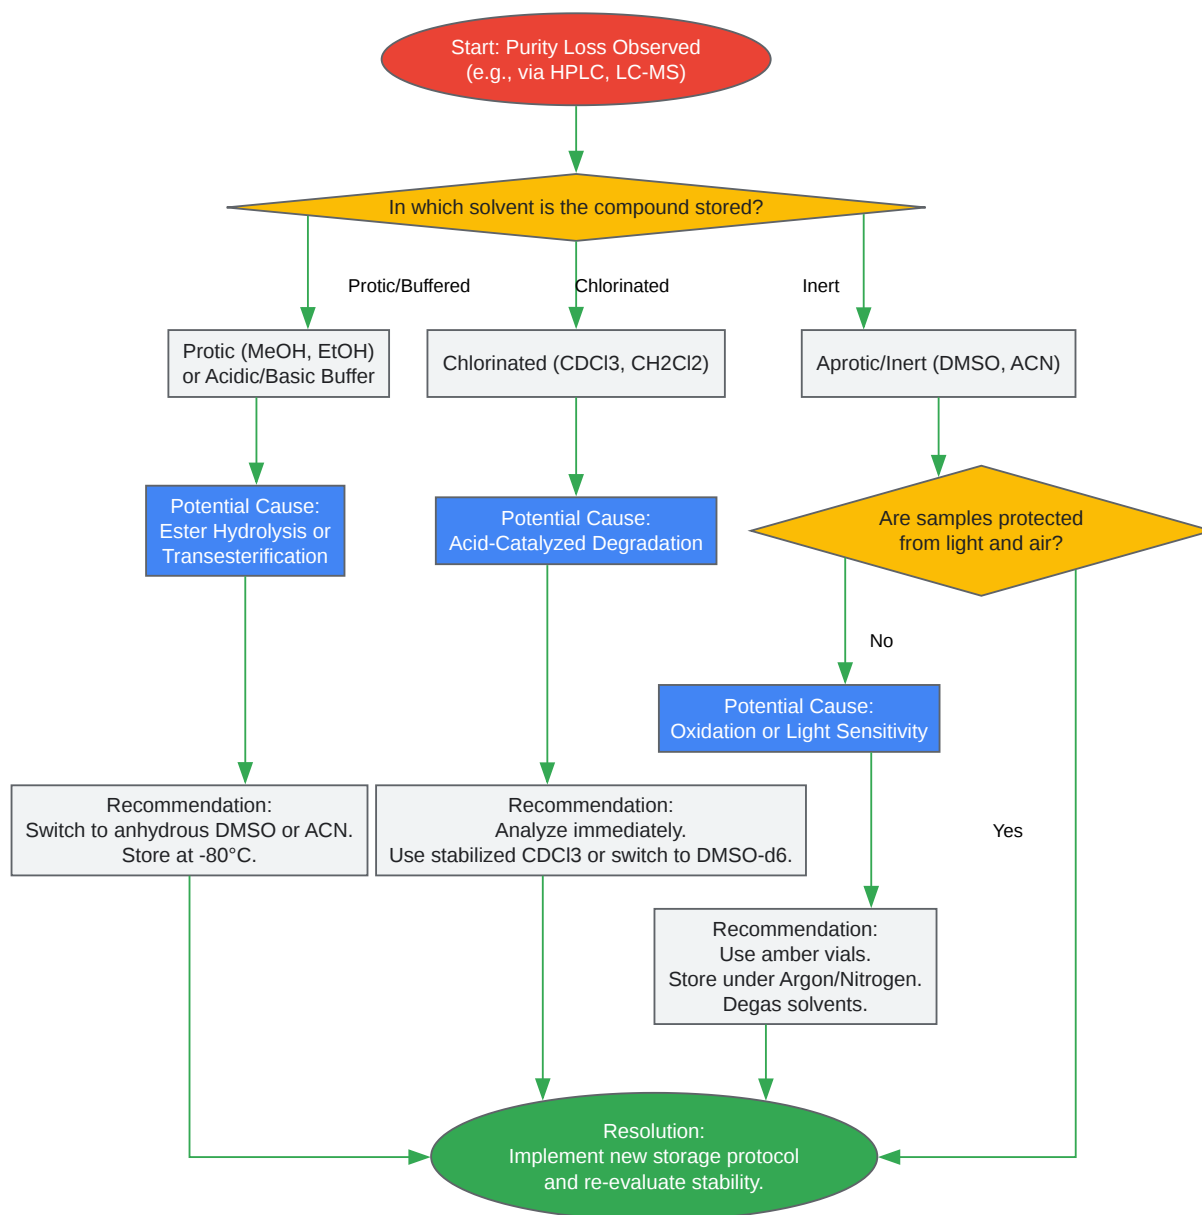 Start: Purity Loss Observed
(e.g., via HPLC, LC-MS)
In which solvent is the compound stored?
Protic/Buffered
Chlorinated
Inert
Protic (MeOH, EtOH)
or Acidic/Basic Buffer
Chlorinated (CDCl3, CH2Cl2)
Aprotic/Inert (DMSO, ACN)
Potential Cause:
Ester Hydrolysis or
Transesterification
Potential Cause:
Acid-Catalyzed Degradation
Are samples protected
from light and air?
No
Potential Cause:
Oxidation or Light Sensitivity
Recommendation:
Switch to anhydrous DMSO or ACN.
Store at -80°C.
Recommendation:
Analyze immediately.
Use stabilized CDCl3 or switch to DMSO-d6.
Yes
Recommendation:
Use amber vials.
Store under Argon/Nitrogen.
Degas solvents.
Resolution:
Implement new storage protocol
and re-evaluate stability.